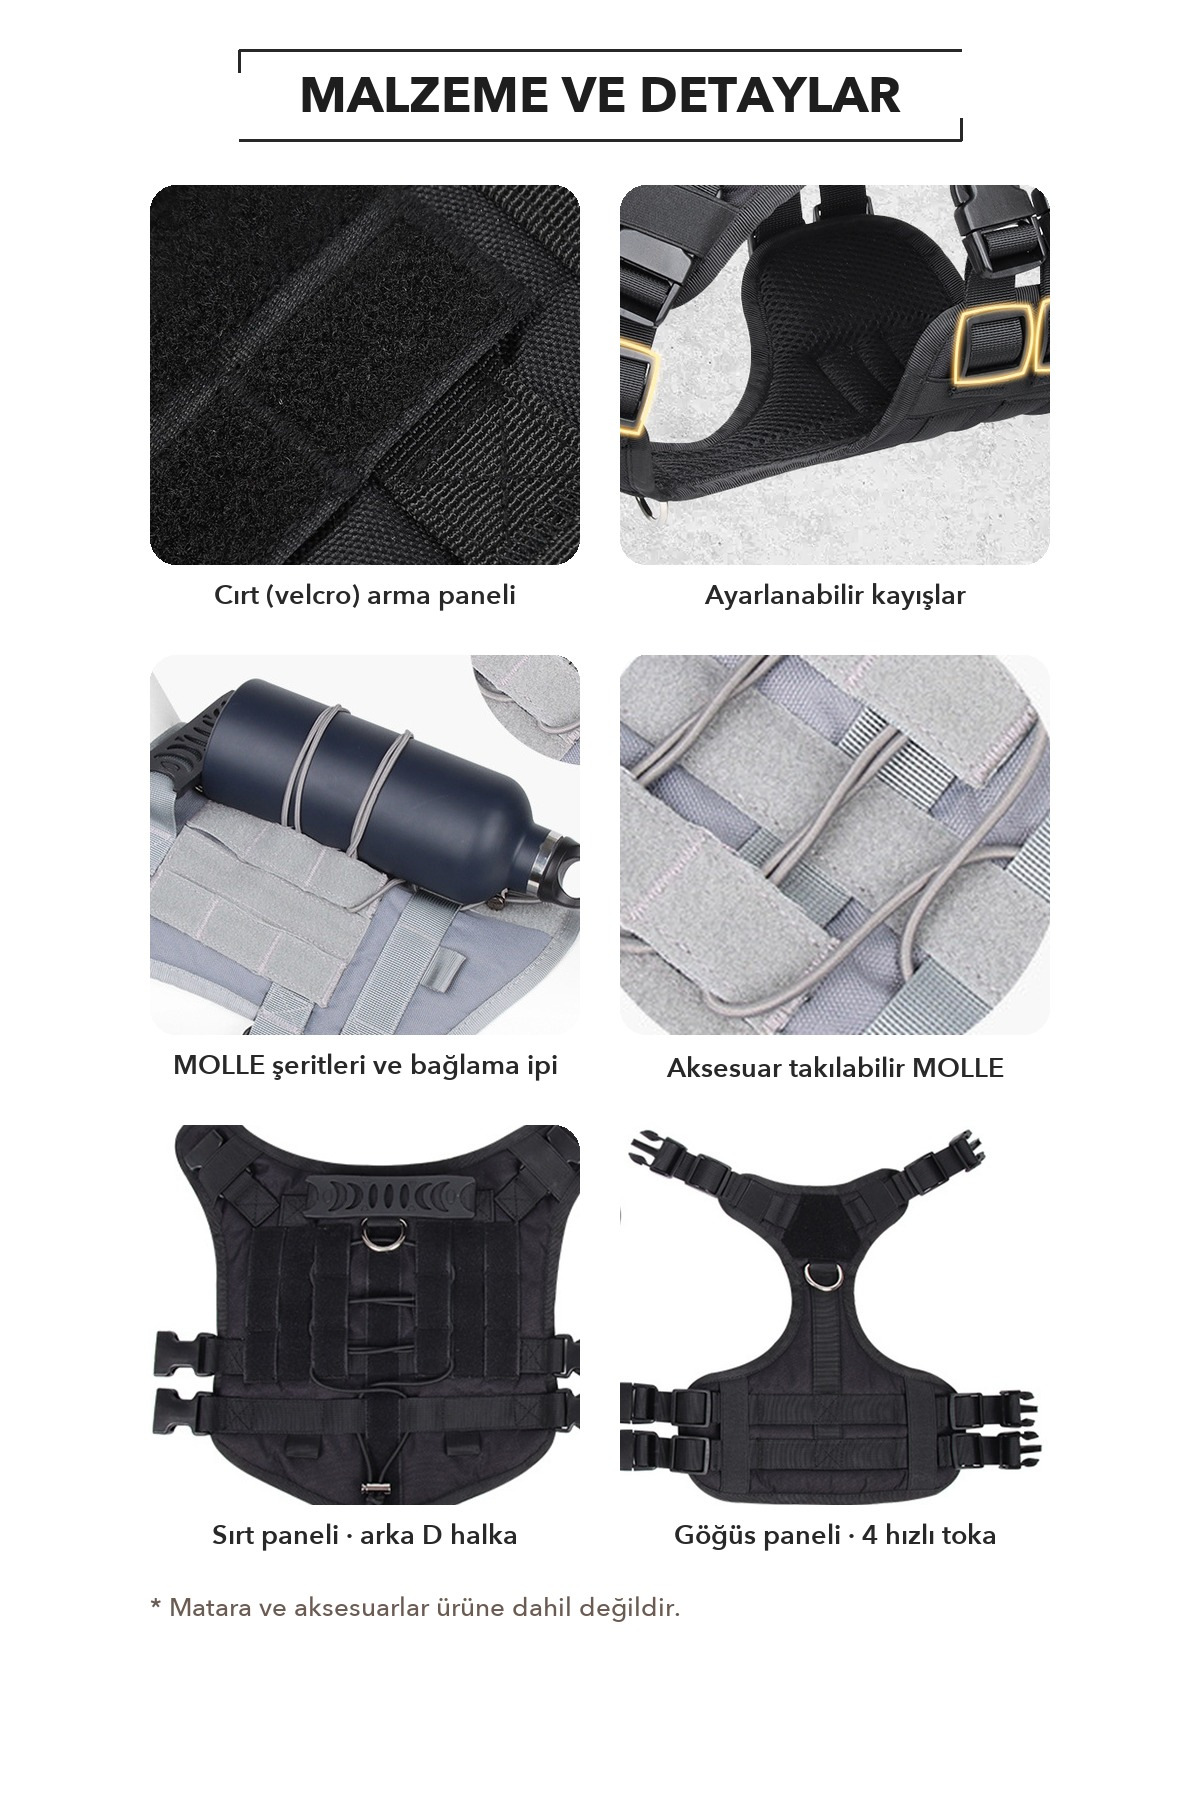 MALZEME VE DETAYLAR
Cırt (velcro) arma paneli
Ayarlanabilir kayışlar
MOLLE şeritleri ve bağlama ipi
Aksesuar takılabilir MOLLE
Sırt paneli · arka D halka
Göğüs paneli · 4 hızlı toka
* Matara ve aksesuarlar ürüne dahil değildir.